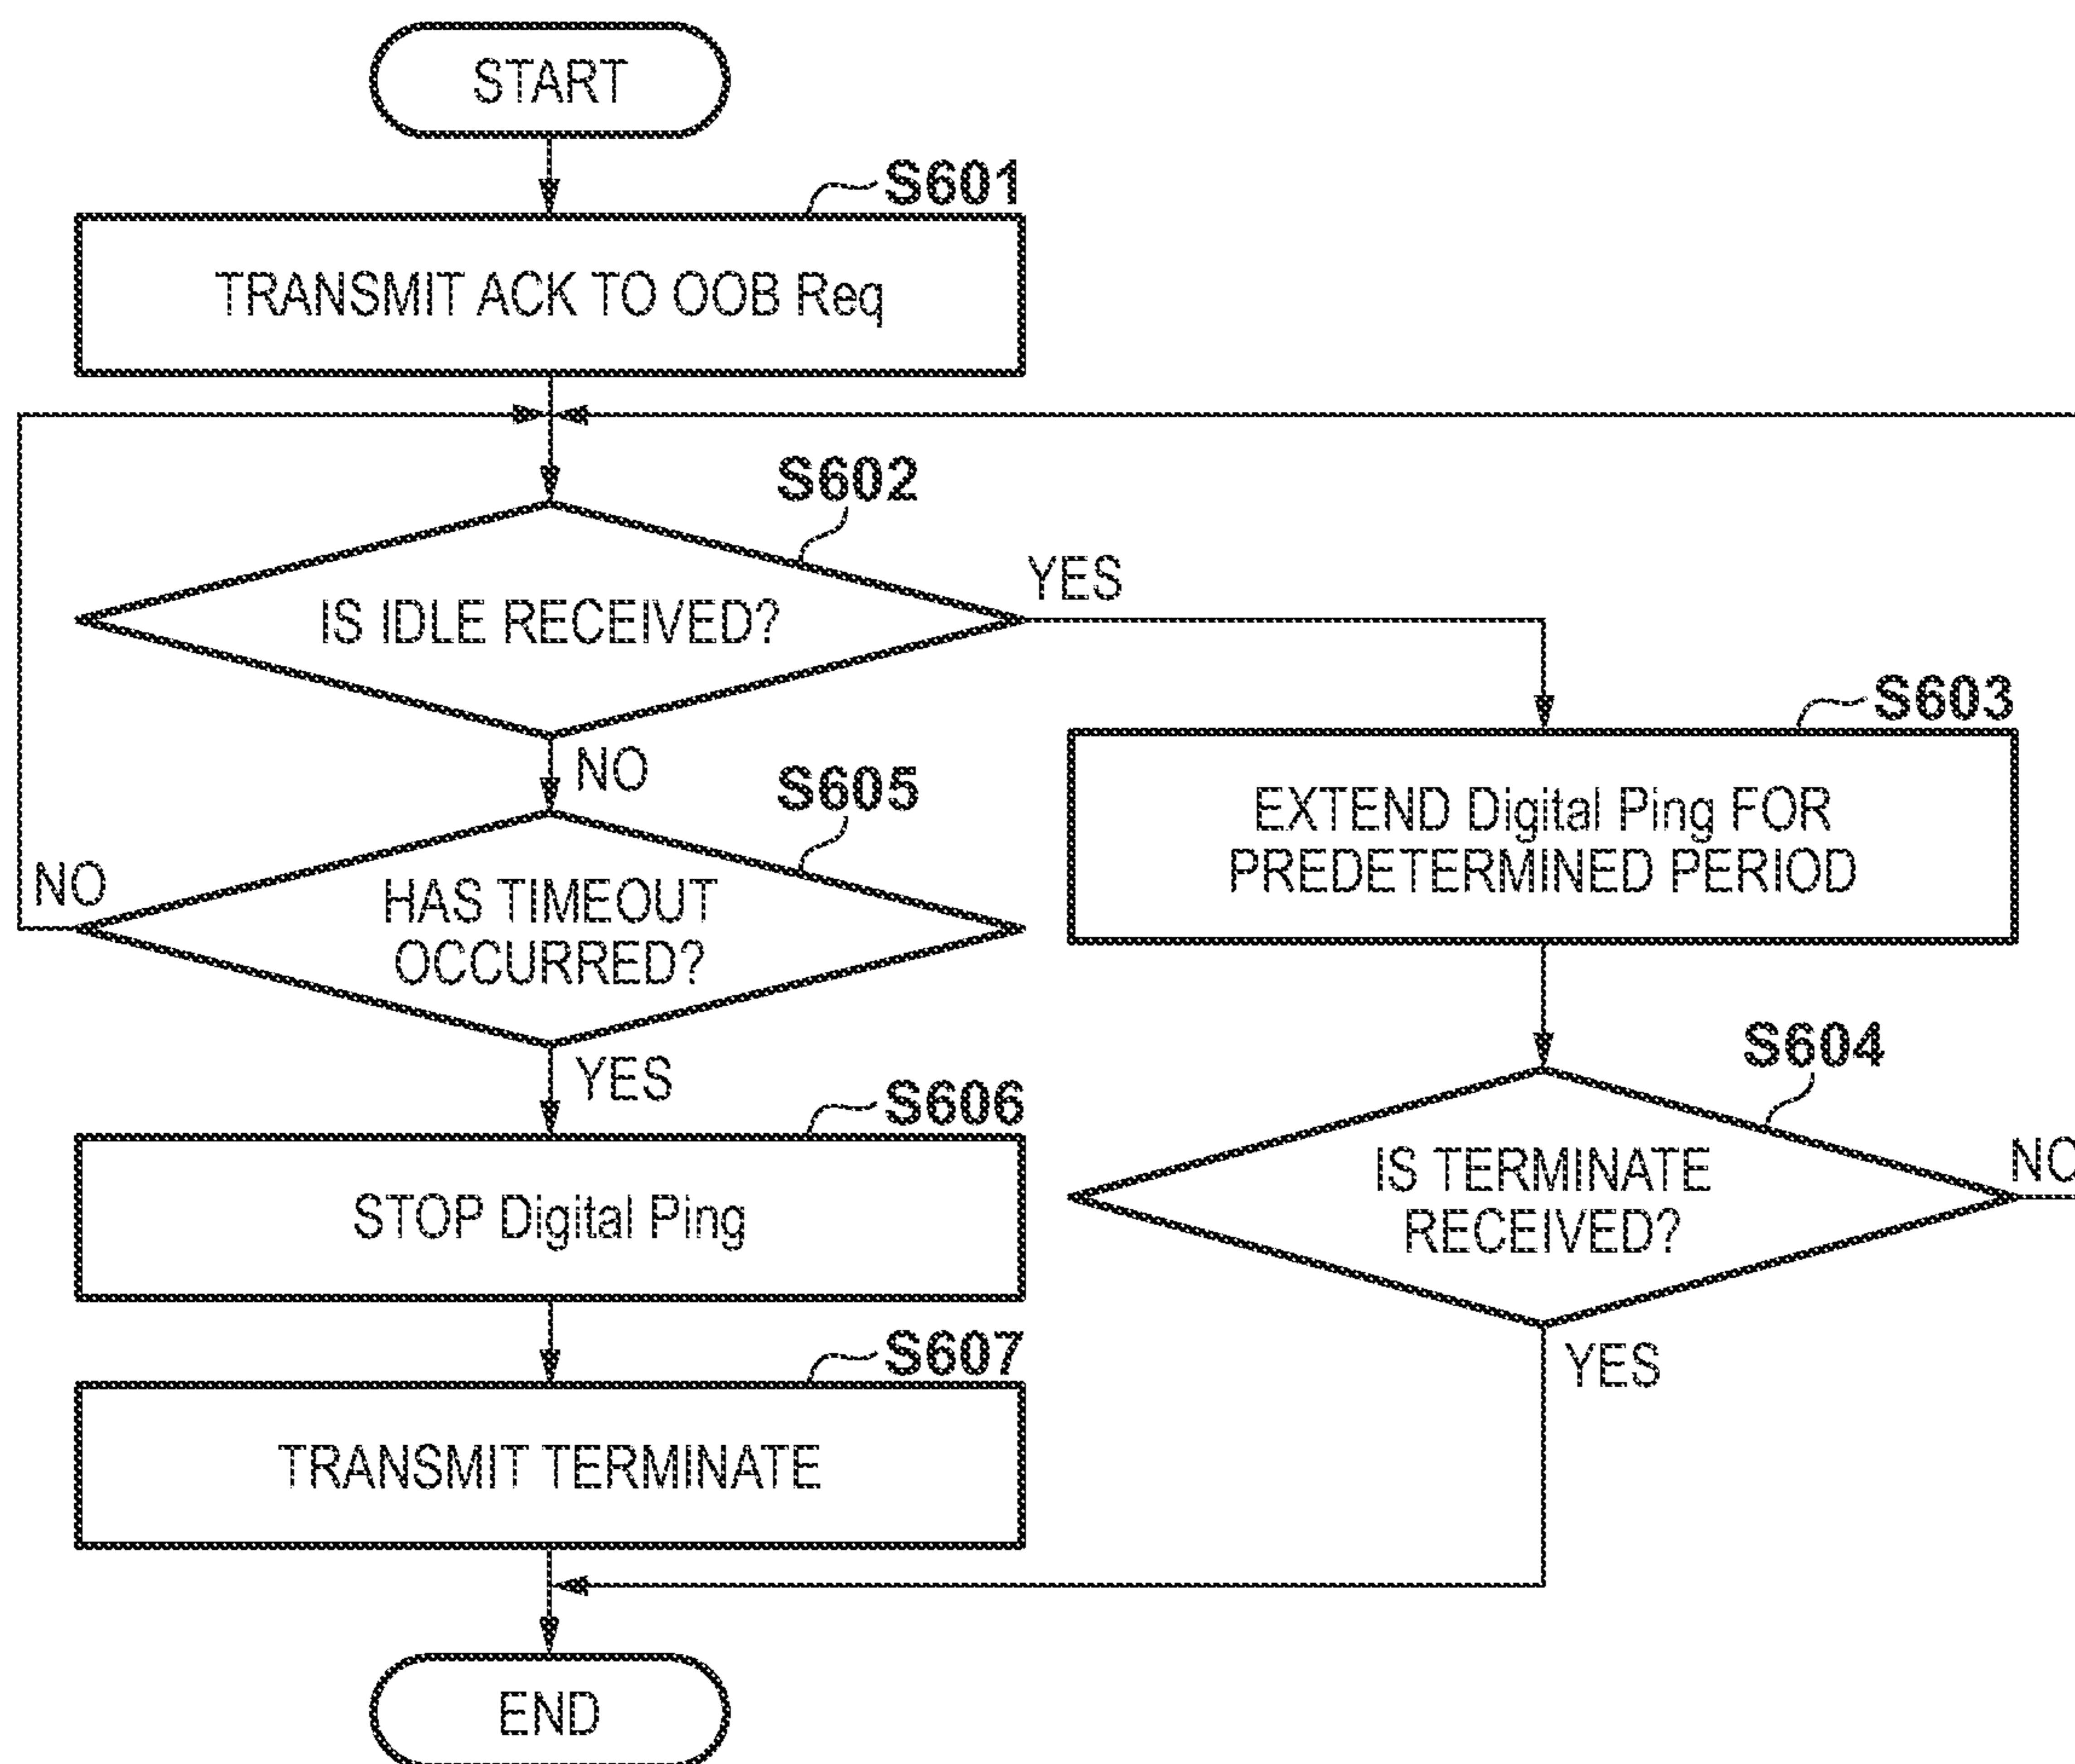 START
S601
TRANSMIT ACK TO OOB Req
S602
IS IDLE RECEIVED?
YES
NO
S603
EXTEND Digital Ping FOR
PREDETERMINED PERIOD
S605
HAS TIMEOUT
OCCURRED?
NO
YES
S604
IS TERMINATE
RECEIVED?
NO
YES
S606
STOP Digital Ping
S607
TRANSMIT TERMINATE
END